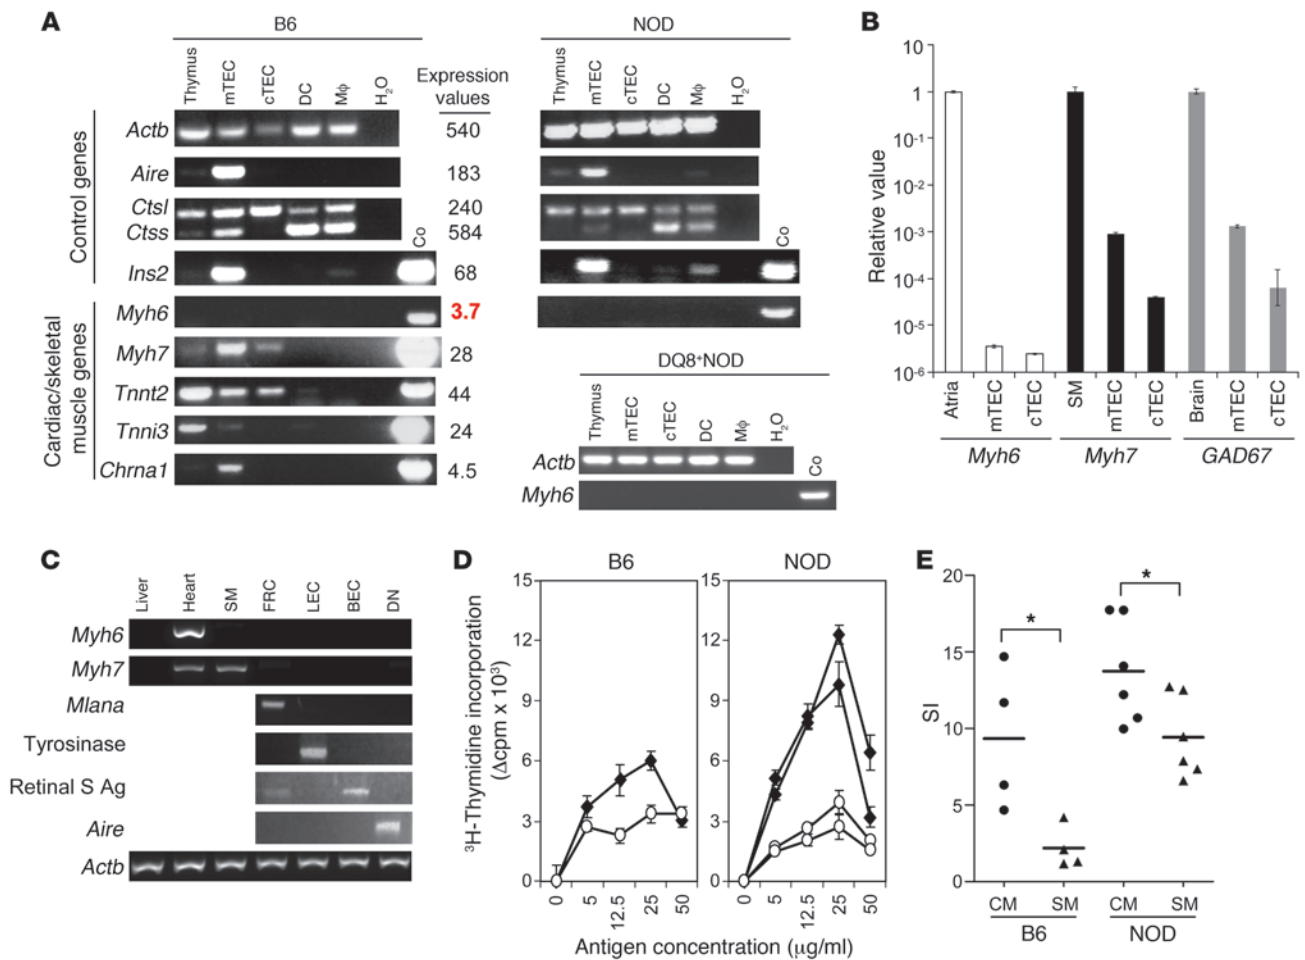 A
B6
Thymus
mTEC
cTEC
DC
Mϕ
H₂O
Expression
values
Control genes
Actb
540
Aire
183
Ctsl
240
Ctss
584
Co
Ins2
68
Cardiac/skeletal
muscle genes
Myh6
3.7
Myh7
28
Tnnt2
44
Tnni3
24
Chrna1
4.5
NOD
Thymus
mTEC
cTEC
DC
Mϕ
H₂O
Co
DQ8⁺NOD
Thymus
mTEC
cTEC
DC
Mϕ
H₂O
Actb
Co
Myh6
B
Relative value
10
1
10⁻¹
10⁻²
10⁻³
10⁻⁴
10⁻⁵
10⁻⁶
Atria
mTEC
cTEC
SM
mTEC
cTEC
Brain
mTEC
cTEC
Myh6
Myh7
GAD67
C
Liver
Heart
SM
FRC
LEC
BEC
DN
Myh6
Myh7
Mlana
Tyrosinase
Retinal S Ag
Aire
Actb
D
B6
NOD
³H-Thymidine incorporation
(Δcpm x 10³)
15
12
9
6
3
0
15
12
9
6
3
0
0
5
12.5
25
50
0
5
12.5
25
50
Antigen concentration (μg/ml)
E
SI
20
15
10
5
0
*
*
CM
SM
CM
SM
B6
NOD